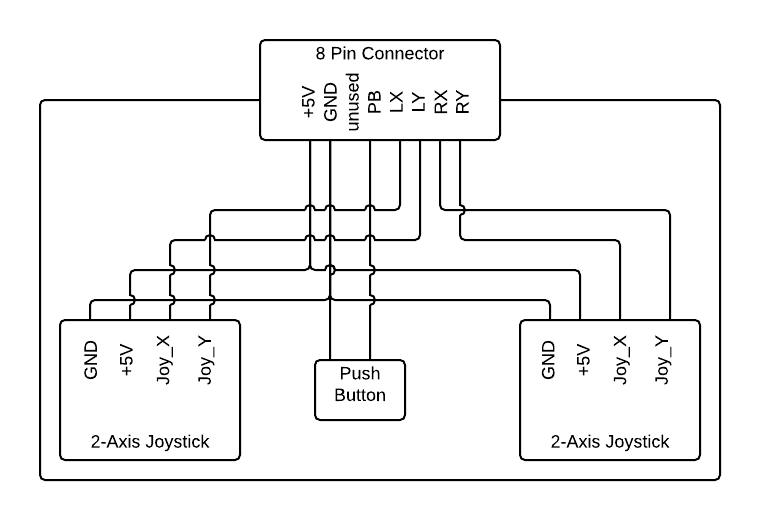 8 Pin Connector
+5V
GND
unused
PB
LX
LY
RX
RY
GND
+5V
Joy_X
Joy_Y
2-Axis Joystick
Push
Button
GND
+5V
Joy_X
Joy_Y
2-Axis Joystick